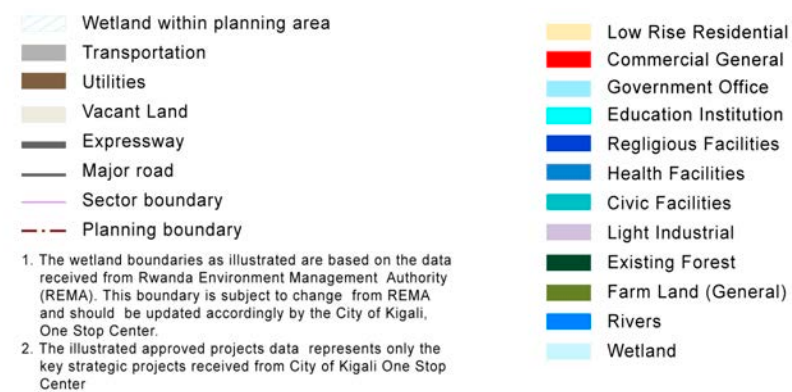 Wetland within planning area
Transportation
Utilities
Vacant Land
Expressway
Major road
Sector boundary
Planning boundary
1. The wetland boundaries as illustrated are based on the data
received from Rwanda Environment Management Authority
(REMA). This boundary is subject to change from REMA
and should be updated accordingly by the City of Kigali,
One Stop Center.
2. The illustrated approved projects data represents only the
key strategic projects received from City of Kigali One Stop
Center
Low Rise Residential
Commercial General
Government Office
Education Institution
Regligious Facilities
Health Facilities
Civic Facilities
Light Industrial
Existing Forest
Farm Land (General)
Rivers
Wetland